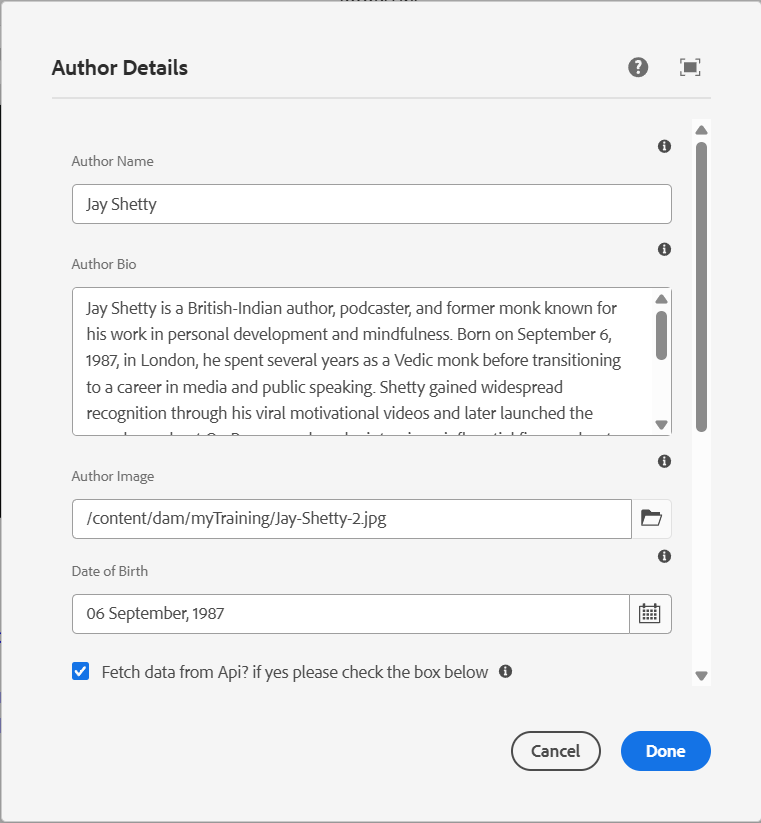 Author Details
Author Name
Jay Shetty
Author Bio
Jay Shetty is a British-Indian author, podcaster, and former monk known for
his work in personal development and mindfulness. Born on September 6,
1987, in London, he spent several years as a Vedic monk before transitioning
to a career in media and public speaking. Shetty gained widespread
recognition through his viral motivational videos and later launched the
Author Image
/content/dam/myTraining/Jay-Shetty-2.jpg
Date of Birth
06 September, 1987
Fetch data from Api? if yes please check the box below
Cancel
Done